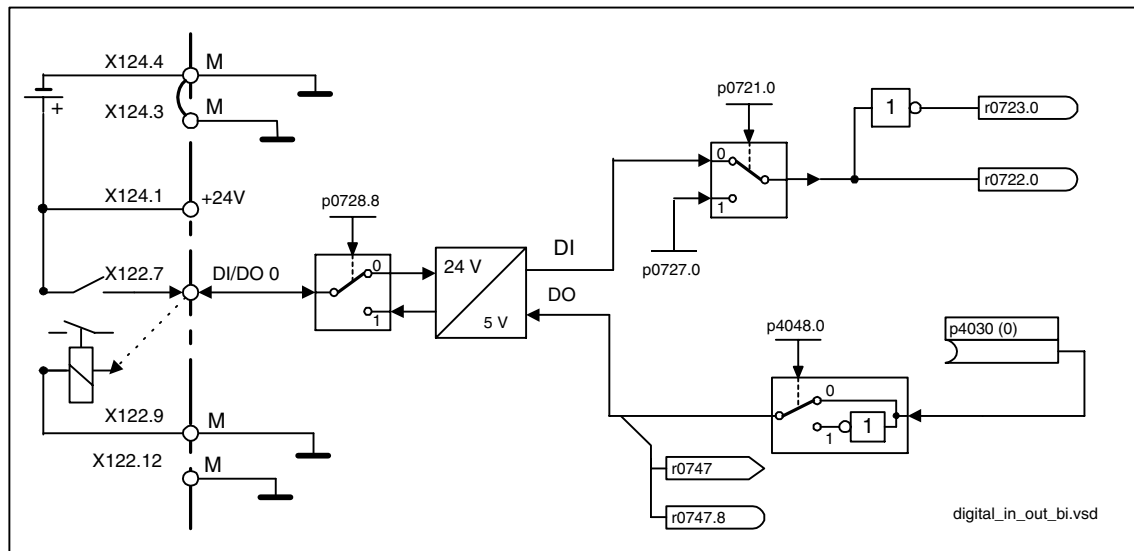 X124.4
M
X124.3
M
+
X124.1
+24V
X122.7
DI/DO 0
p0728.8
0
1
24 V
5 V
DI
DO
p0721.0
0
1
p0727.0
1
r0723.0
r0722.0
p4048.0
0
1
1
p4030 (0)
X122.9
M
X122.12
M
r0747
r0747.8
digital_in_out_bi.vsd